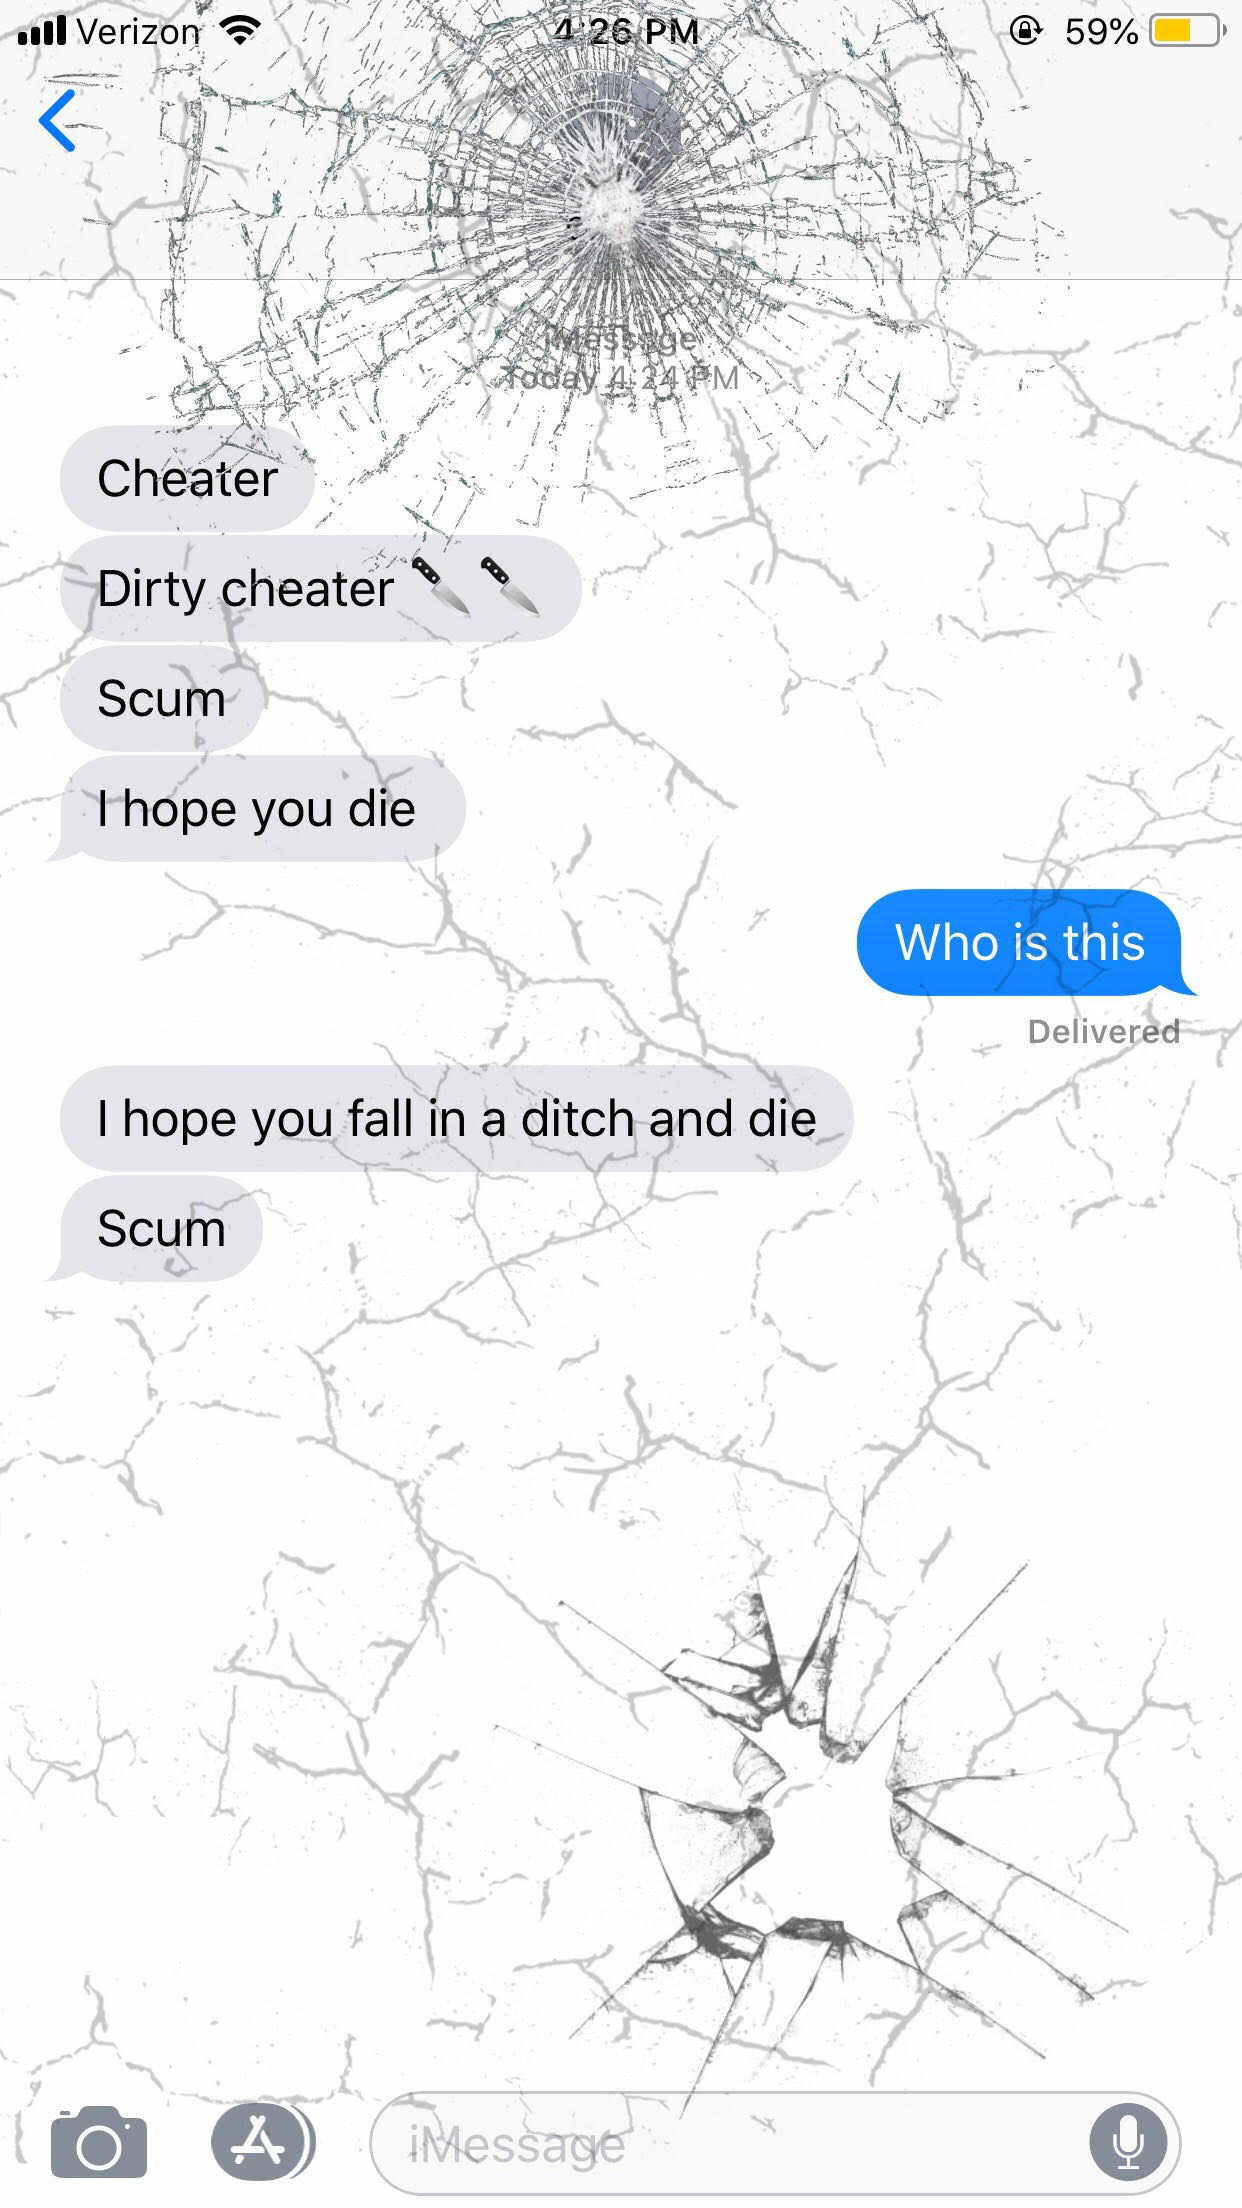 Verizon 4:26 PM 59%
iMessage
Today 4:24 PM
Cheater
Dirty cheater 🔪 🔪
Scum
I hope you die
Who is this
Delivered
I hope you fall in a ditch and die
Scum
iMessage